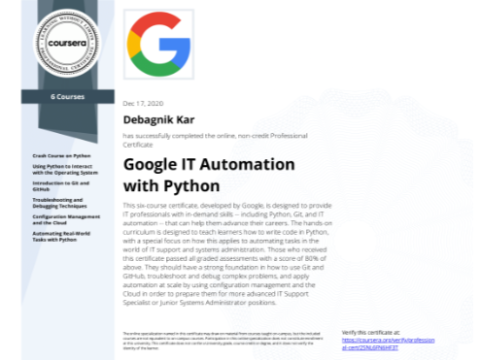 coursera
6 Courses
Crash Course on Python
Using Python to Interact
with the Operating System
Introduction to Git and
GitHub
Troubleshooting and
Debugging Techniques
Configuration Management
and the Cloud
Automating Real-World
Tasks with Python
Dec 17, 2020
Debagnik Kar
has successfully completed the online, non-credit Professional
Certificate
Google IT Automation
with Python
This six-course certificate, developed by Google, is designed to provide
IT professionals with in-demand skills -- including Python, Git, and IT
automation -- that can help them advance their careers. The hands-on
curriculum is designed to teach learners how to write code in Python,
with a special focus on how this applies to automating tasks in the
world of IT support and systems administration. Those who received
this certificate passed all graded assessments with a score of 80% of
above. They should have a strong foundation in how to use Git and
GitHub, troubleshoot and debug complex problems, and apply
automation at scale by using configuration management and the
Cloud in order to prepare them for more advanced IT Support
Specialist or Junior Systems Administrator positions.
Verify this certificate at:
https://coursera.org/verify/profession